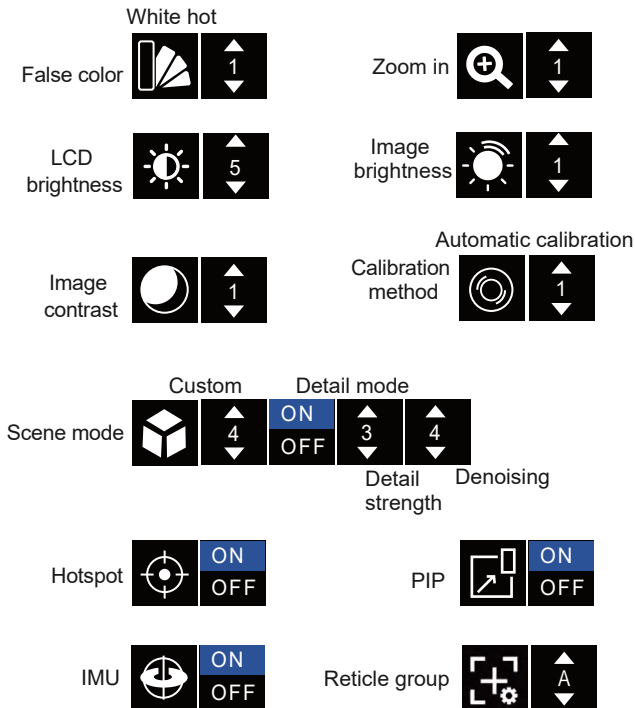 White hot
False color
1
Zoom in
1
LCD
brightness
5
Image
brightness
1
Image
contrast
1
Automatic calibration
Calibration
method
1
Custom
Detail mode
Scene mode
4
ON
OFF
3
4
Detail
strength
Denoising
Hotspot
ON
OFF
PIP
ON
OFF
IMU
ON
OFF
Reticle group
A